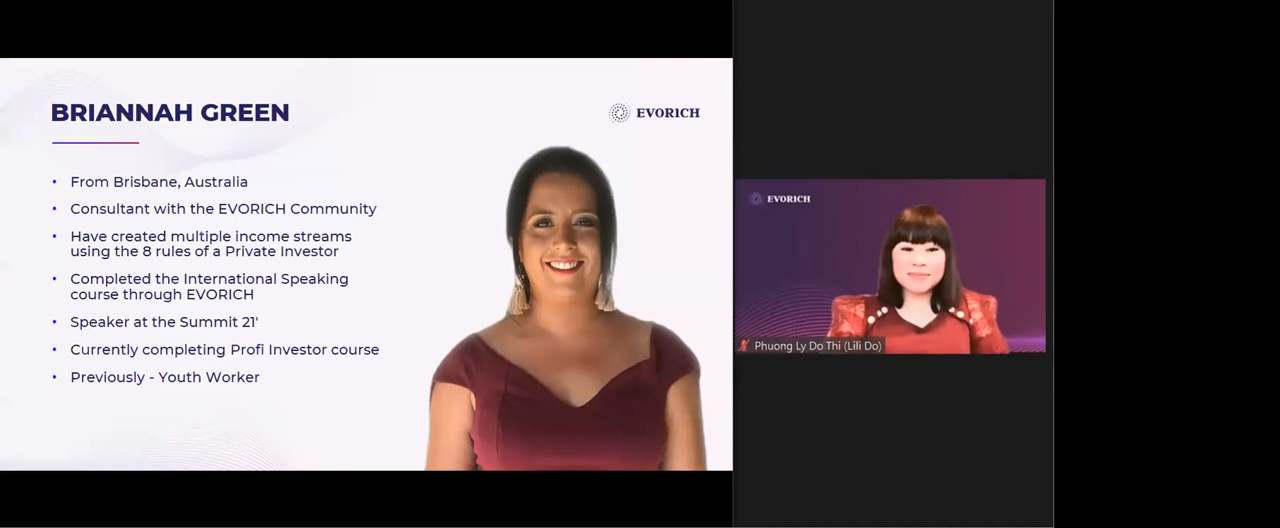 BRIANNAH GREEN
EVORICH
• From Brisbane, Australia
• Consultant with the EVORICH Community
• Have created multiple income streams
using the 8 rules of a Private Investor
• Completed the International Speaking
course through EVORICH
• Speaker at the Summit 21'
• Currently completing Profi Investor course
• Previously - Youth Worker
EVORICH
Phuong Ly Do Thi (Lili Do)